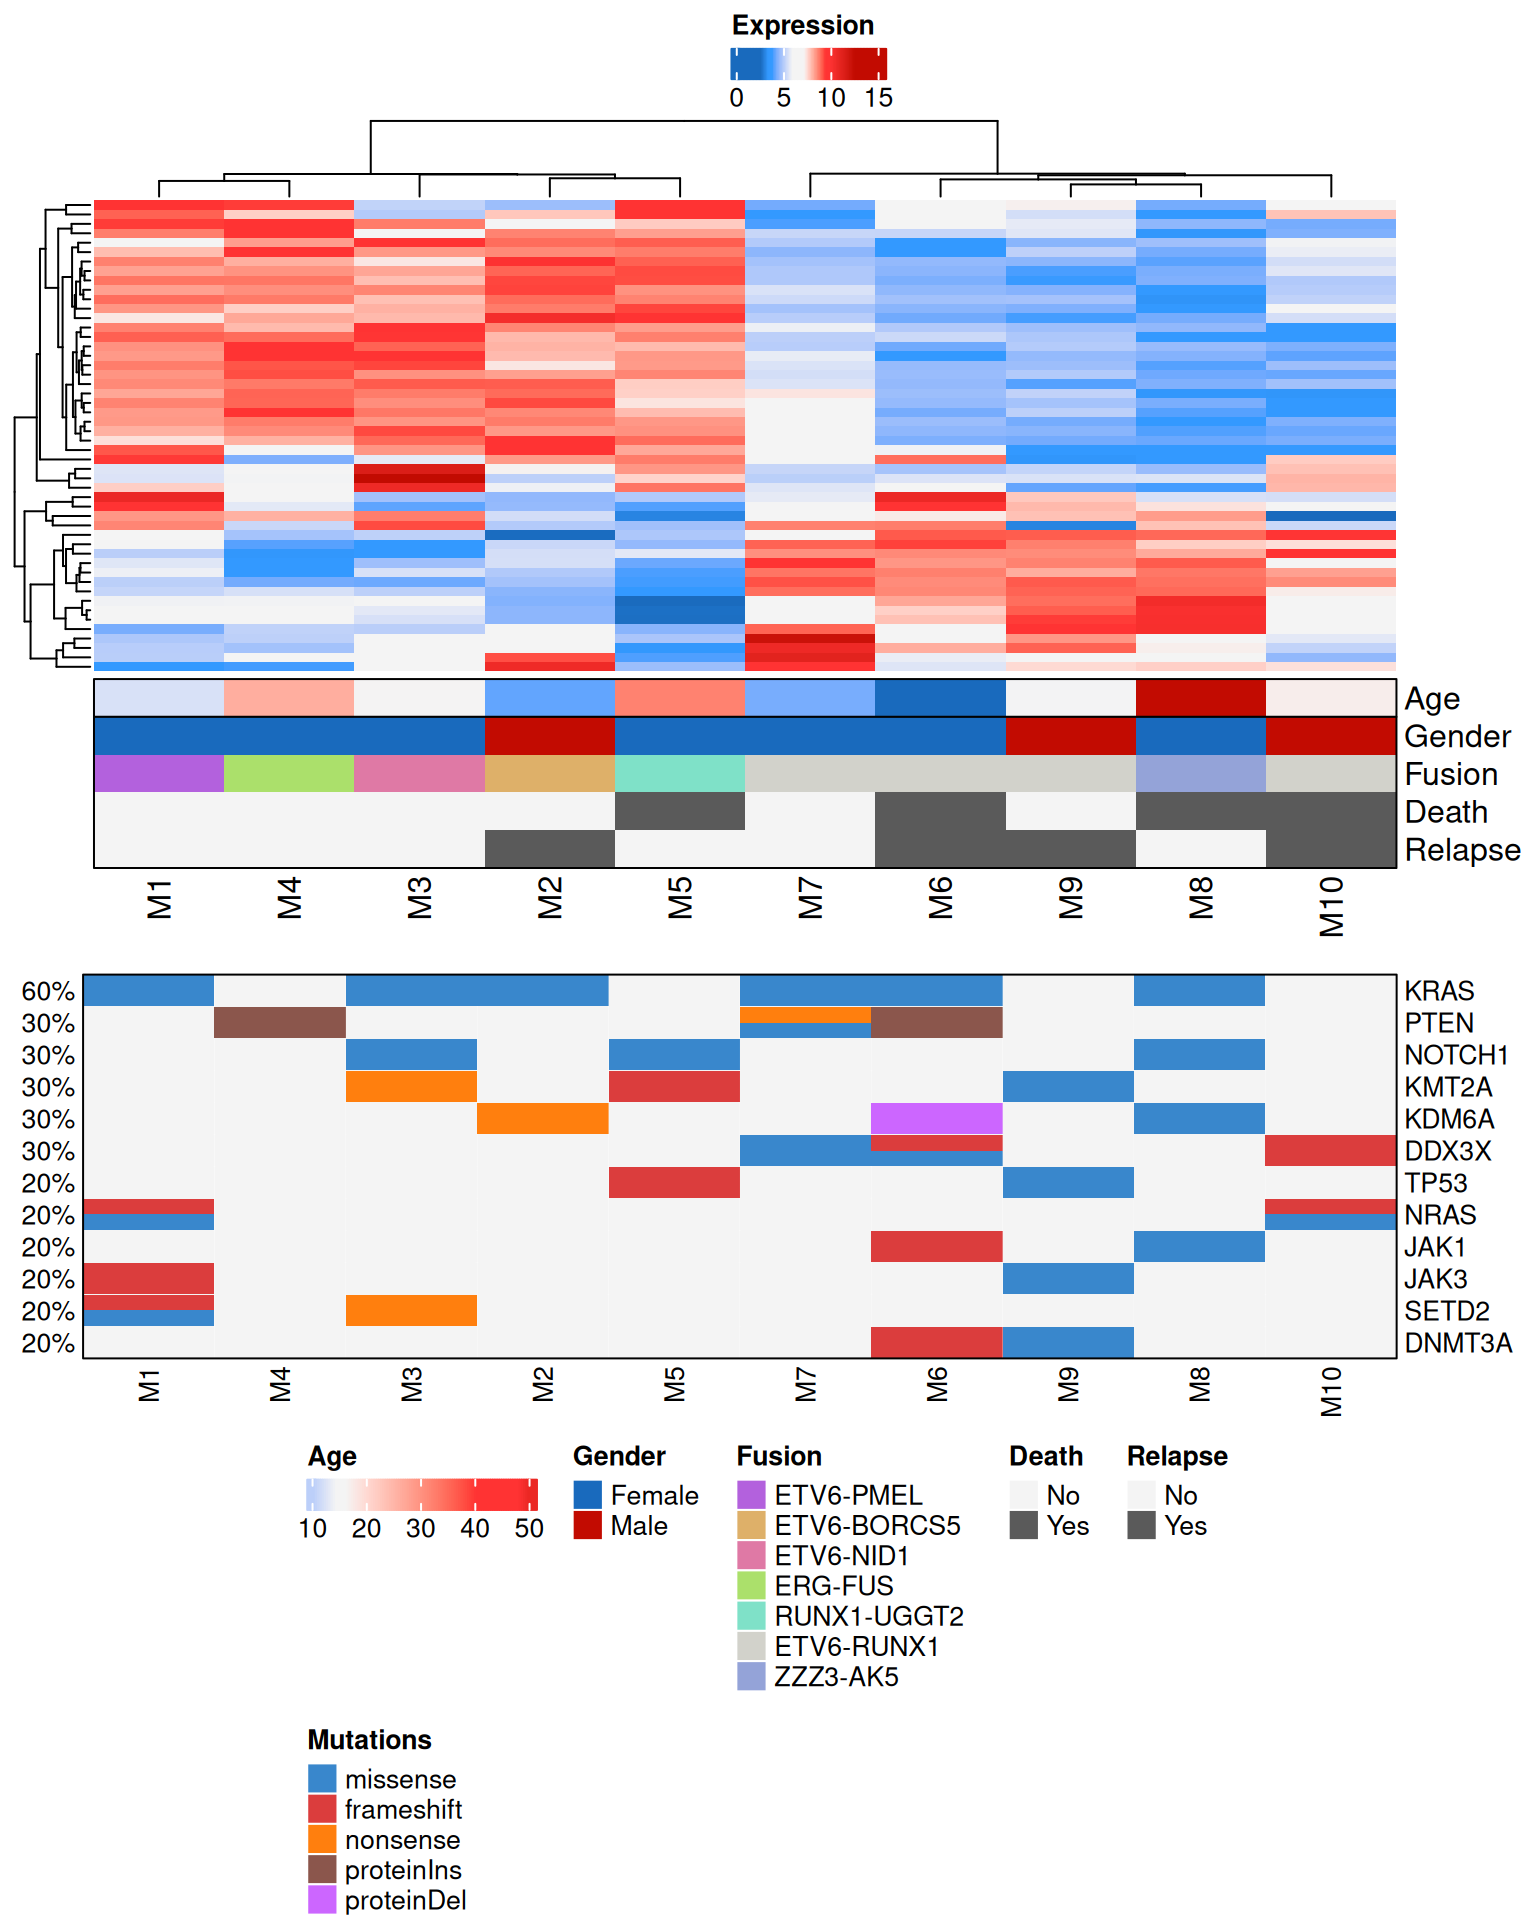 Expression
0 5 10 15
Age
Gender
Fusion
Death
Relapse
M1 M4 M3 M2 M5 M7 M6 M9 M8 M10
60% KRAS
30% PTEN
30% NOTCH1
30% KMT2A
30% KDM6A
30% DDX3X
20% TP53
20% NRAS
20% JAK1
20% JAK3
20% SETD2
20% DNMT3A
M1 M4 M3 M2 M5 M7 M6 M9 M8 M10
Age
10 20 30 40 50
Gender
Female
Male
Fusion
ETV6-PMEL
ETV6-BORCS5
ETV6-NID1
ERG-FUS
RUNX1-UGGT2
ETV6-RUNX1
ZZZ3-AK5
Death
No
Yes
Relapse
No
Yes
Mutations
missense
frameshift
nonsense
proteinIns
proteinDel